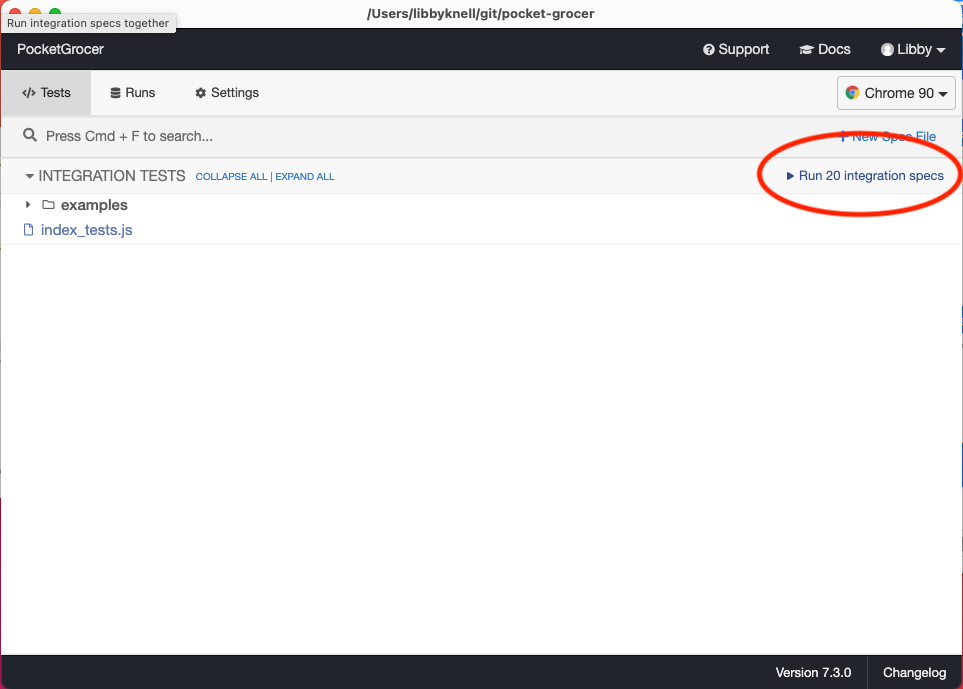 /Users/libbyknell/git/pocket-grocer
Run integration specs together
PocketGrocer
Support
Docs
Libby
</> Tests
Runs
Settings
Chrome 90
Press Cmd + F to search...
+ New Spec File
INTEGRATION TESTS
COLLAPSE ALL | EXPAND ALL
Run 20 integration specs
examples
index_tests.js
Version 7.3.0
Changelog